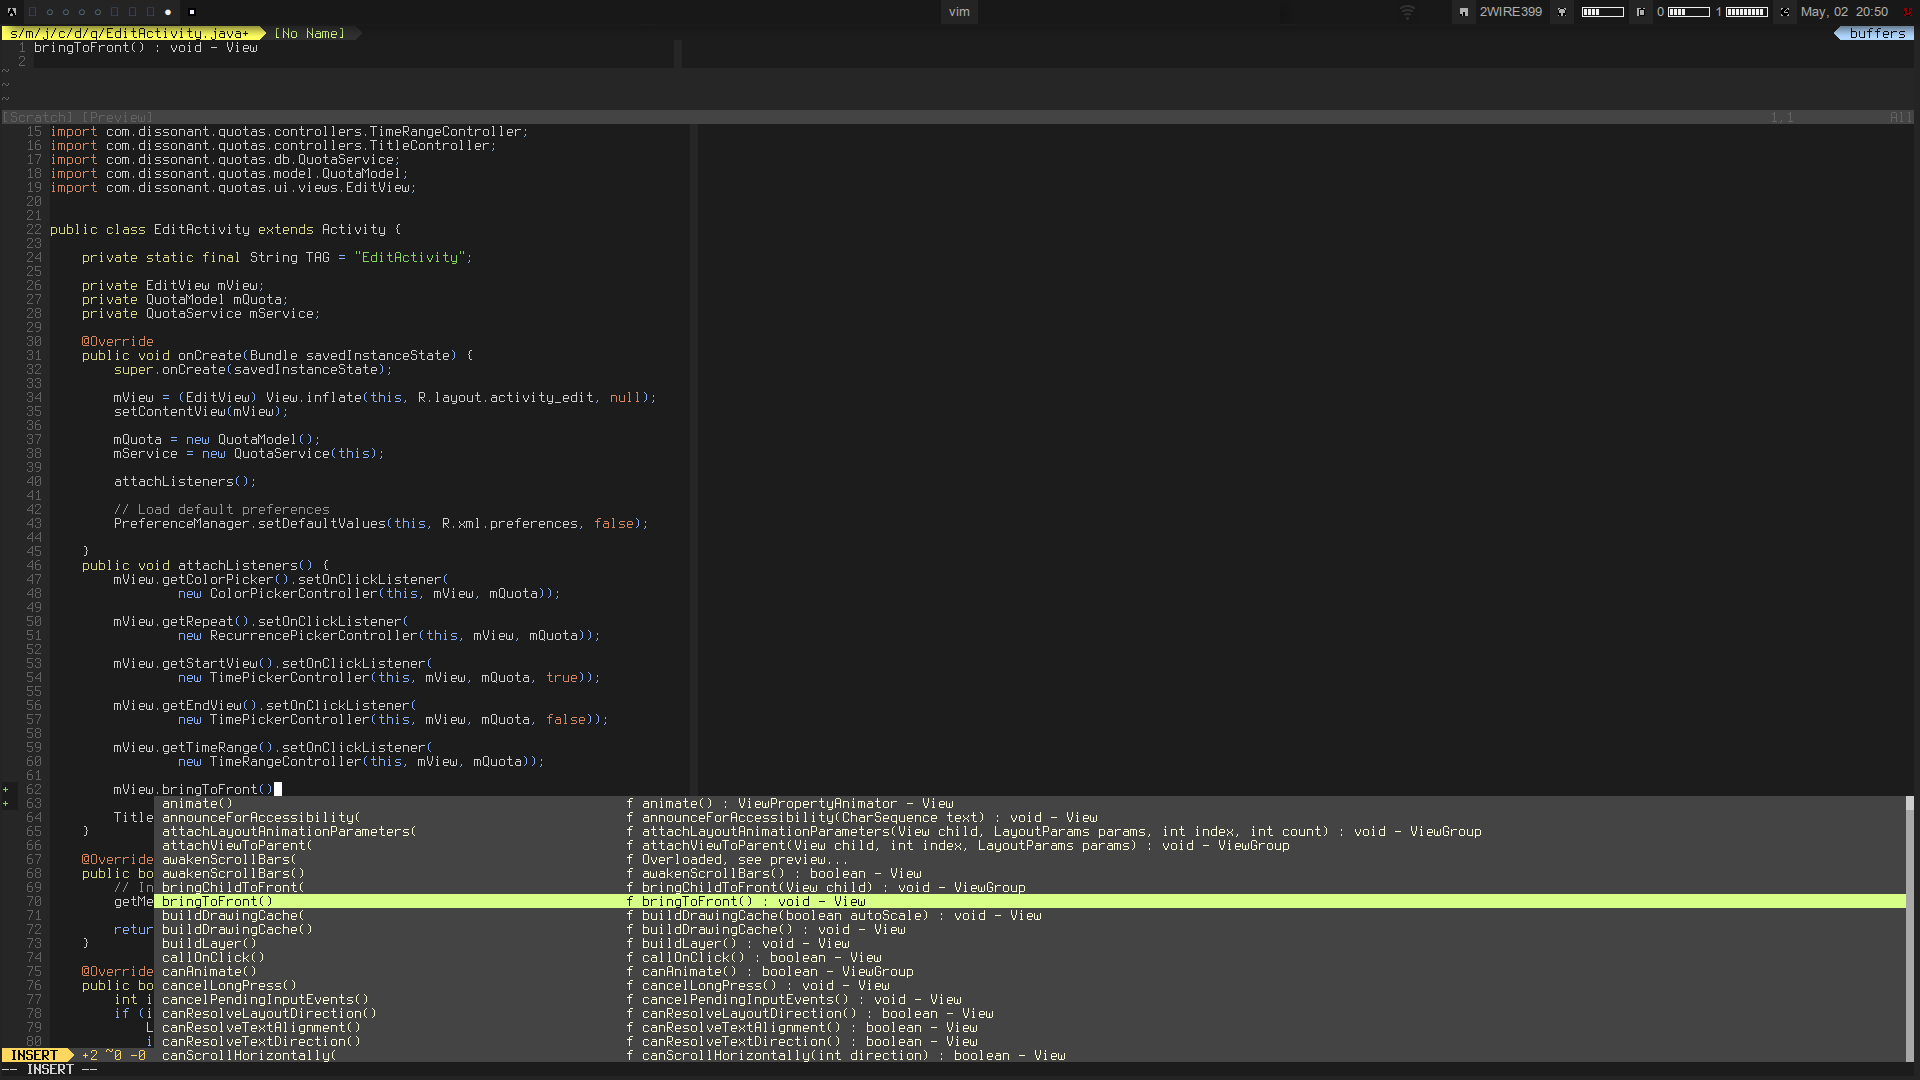 vim
2WIRE399
0
1
May, 02 20:50
s/m/j/c/d/q/EditActivity.java+ [No Name] buffers
1 bringToFront() : void - View
2
~
~
~
[Scratch] [Preview] 1,1 All
15 import com.dissonant.quotas.controllers.TimeRangeController;
16 import com.dissonant.quotas.controllers.TitleController;
17 import com.dissonant.quotas.db.QuotaService;
18 import com.dissonant.quotas.model.QuotaModel;
19 import com.dissonant.quotas.ui.views.EditView;
20
21
22 public class EditActivity extends Activity {
23
24     private static final String TAG = "EditActivity";
25
26     private EditView mView;
27     private QuotaModel mQuota;
28     private QuotaService mService;
29
30     @Override
31     public void onCreate(Bundle savedInstanceState) {
32         super.onCreate(savedInstanceState);
33
34         mView = (EditView) View.inflate(this, R.layout.activity_edit, null);
35         setContentView(mView);
36
37         mQuota = new QuotaModel();
38         mService = new QuotaService(this);
39
40         attachListeners();
41
42         // Load default preferences
43         PreferenceManager.setDefaultValues(this, R.xml.preferences, false);
44
45     }
46     public void attachListeners() {
47         mView.getColorPicker().setOnClickListener(
48                 new ColorPickerController(this, mView, mQuota));
49
50         mView.getRepeat().setOnClickListener(
51                 new RecurrencePickerController(this, mView, mQuota));
52
53         mView.getStartView().setOnClickListener(
54                 new TimePickerController(this, mView, mQuota, true));
55
56         mView.getEndView().setOnClickListener(
57                 new TimePickerController(this, mView, mQuota, false));
58
59         mView.getTimeRange().setOnClickListener(
60                 new TimeRangeController(this, mView, mQuota));
61
+ 62         mView.bringToFront()
+ 63 animate() f animate() : ViewPropertyAnimator - View
64         Title announceForAccessibility( f announceForAccessibility(CharSequence text) : void - View
65     } attachLayoutAnimationParameters( f attachLayoutAnimationParameters(View child, LayoutParams params, int index, int count) : void - ViewGroup
66 attachViewToParent( f attachViewToParent(View child, int index, LayoutParams params) : void - ViewGroup
67     @Override awakenScrollBars( f Overloaded, see preview...
68     public bo awakenScrollBars() f awakenScrollBars() : boolean - View
69         // In bringChildToFront( f bringChildToFront(View child) : void - ViewGroup
70         getMe bringToFront() f bringToFront() : void - View
71 buildDrawingCache( f buildDrawingCache(boolean autoScale) : void - View
72         retur buildDrawingCache() f buildDrawingCache() : void - View
73     } buildLayer() f buildLayer() : void - View
74 callOnClick() f callOnClick() : boolean - View
75     @Override canAnimate() f canAnimate() : boolean - ViewGroup
76     public bo cancelLongPress() f cancelLongPress() : void - View
77         int i cancelPendingInputEvents() f cancelPendingInputEvents() : void - View
78         if (i canResolveLayoutDirection() f canResolveLayoutDirection() : boolean - View
79             L canResolveTextAlignment() f canResolveTextAlignment() : boolean - View
80             i canResolveTextDirection() f canResolveTextDirection() : boolean - View
INSERT +2 ~0 -0 canScrollHorizontally( f canScrollHorizontally(int direction) : boolean - View
-- INSERT --